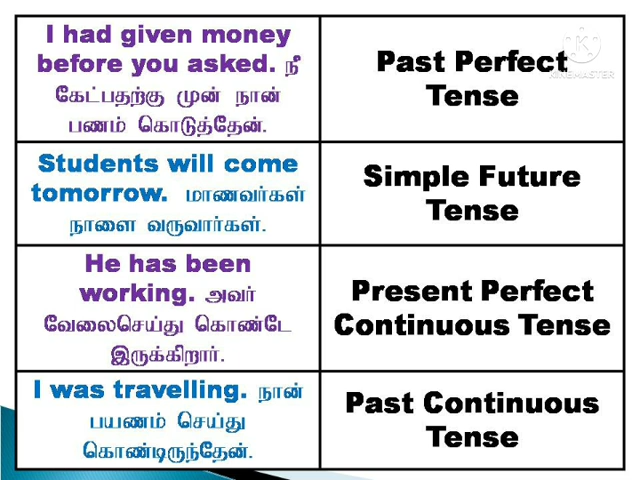 I had given money
before you asked. நீ
கேட்பதற்கு முன் நான்
பணம் கொடுத்தேன்.
Past Perfect
Tense
KINEMASTER
Students will come
tomorrow. மாணவர்கள்
நாளை வருவார்கள்.
Simple Future
Tense
He has been
working. அவர்
வேலைசெய்து கொண்டே
இருக்கிறார்.
Present Perfect
Continuous Tense
I was travelling. நான்
பயணம் செய்து
கொண்டிருந்தேன்.
Past Continuous
Tense